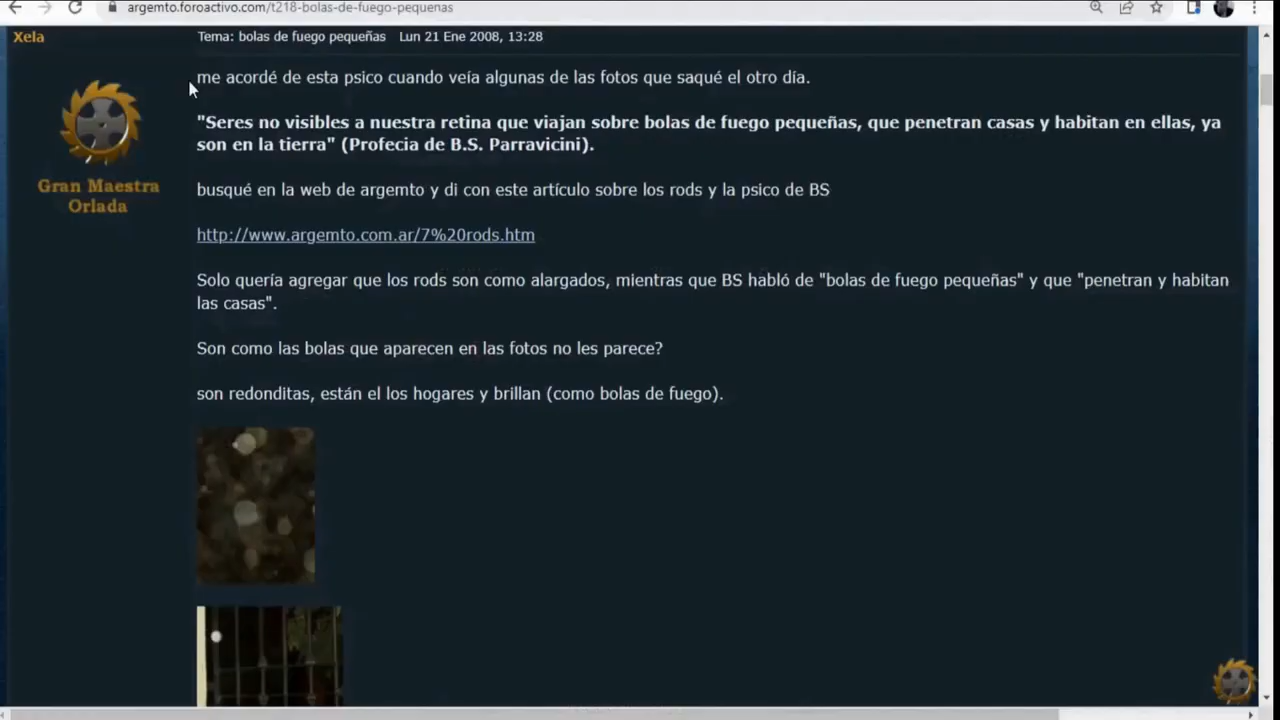 argemto.foroactivo.com/t218-bolas-de-fuego-pequenas
Xela
Tema: bolas de fuego pequeñas Lun 21 Ene 2008, 13:28
me acordé de esta psico cuando veía algunas de las fotos que saqué el otro día.
"Seres no visibles a nuestra retina que viajan sobre bolas de fuego pequeñas, que penetran casas y habitan en ellas, ya
son en la tierra" (Profecia de B.S. Parravicini).
Gran Maestra
Orlada
busqué en la web de argemto y di con este artículo sobre los rods y la psico de BS
http://www.argemto.com.ar/7%20rods.htm
Solo quería agregar que los rods son como alargados, mientras que BS habló de "bolas de fuego pequeñas" y que "penetran y habitan
las casas".
Son como las bolas que aparecen en las fotos no les parece?
son redonditas, están el los hogares y brillan (como bolas de fuego).